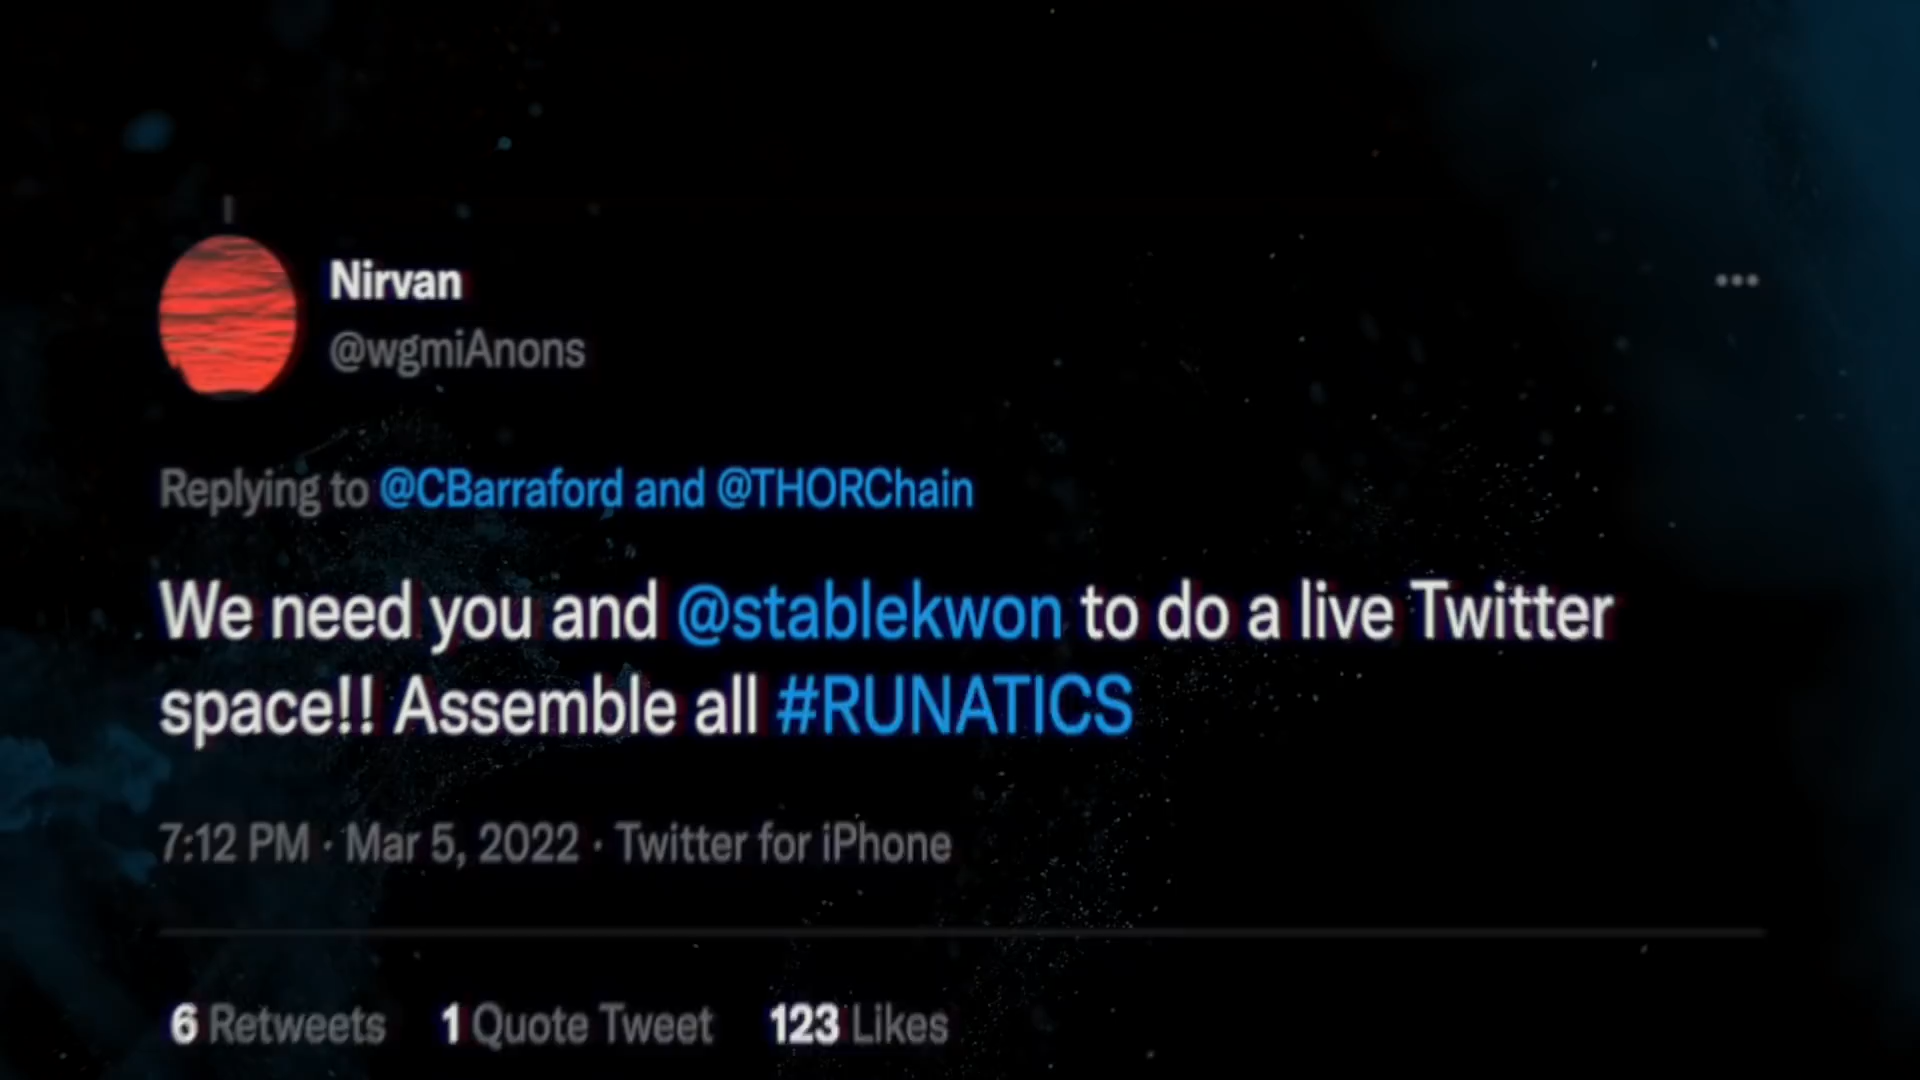 Nirvan
@wgmiAnons
Replying to @CBarraford and @THORChain
We need you and @stablekwon to do a live Twitter
space!! Assemble all #RUNATICS
7:12 PM · Mar 5, 2022 · Twitter for iPhone
6 Retweets 1 Quote Tweet 123 Likes